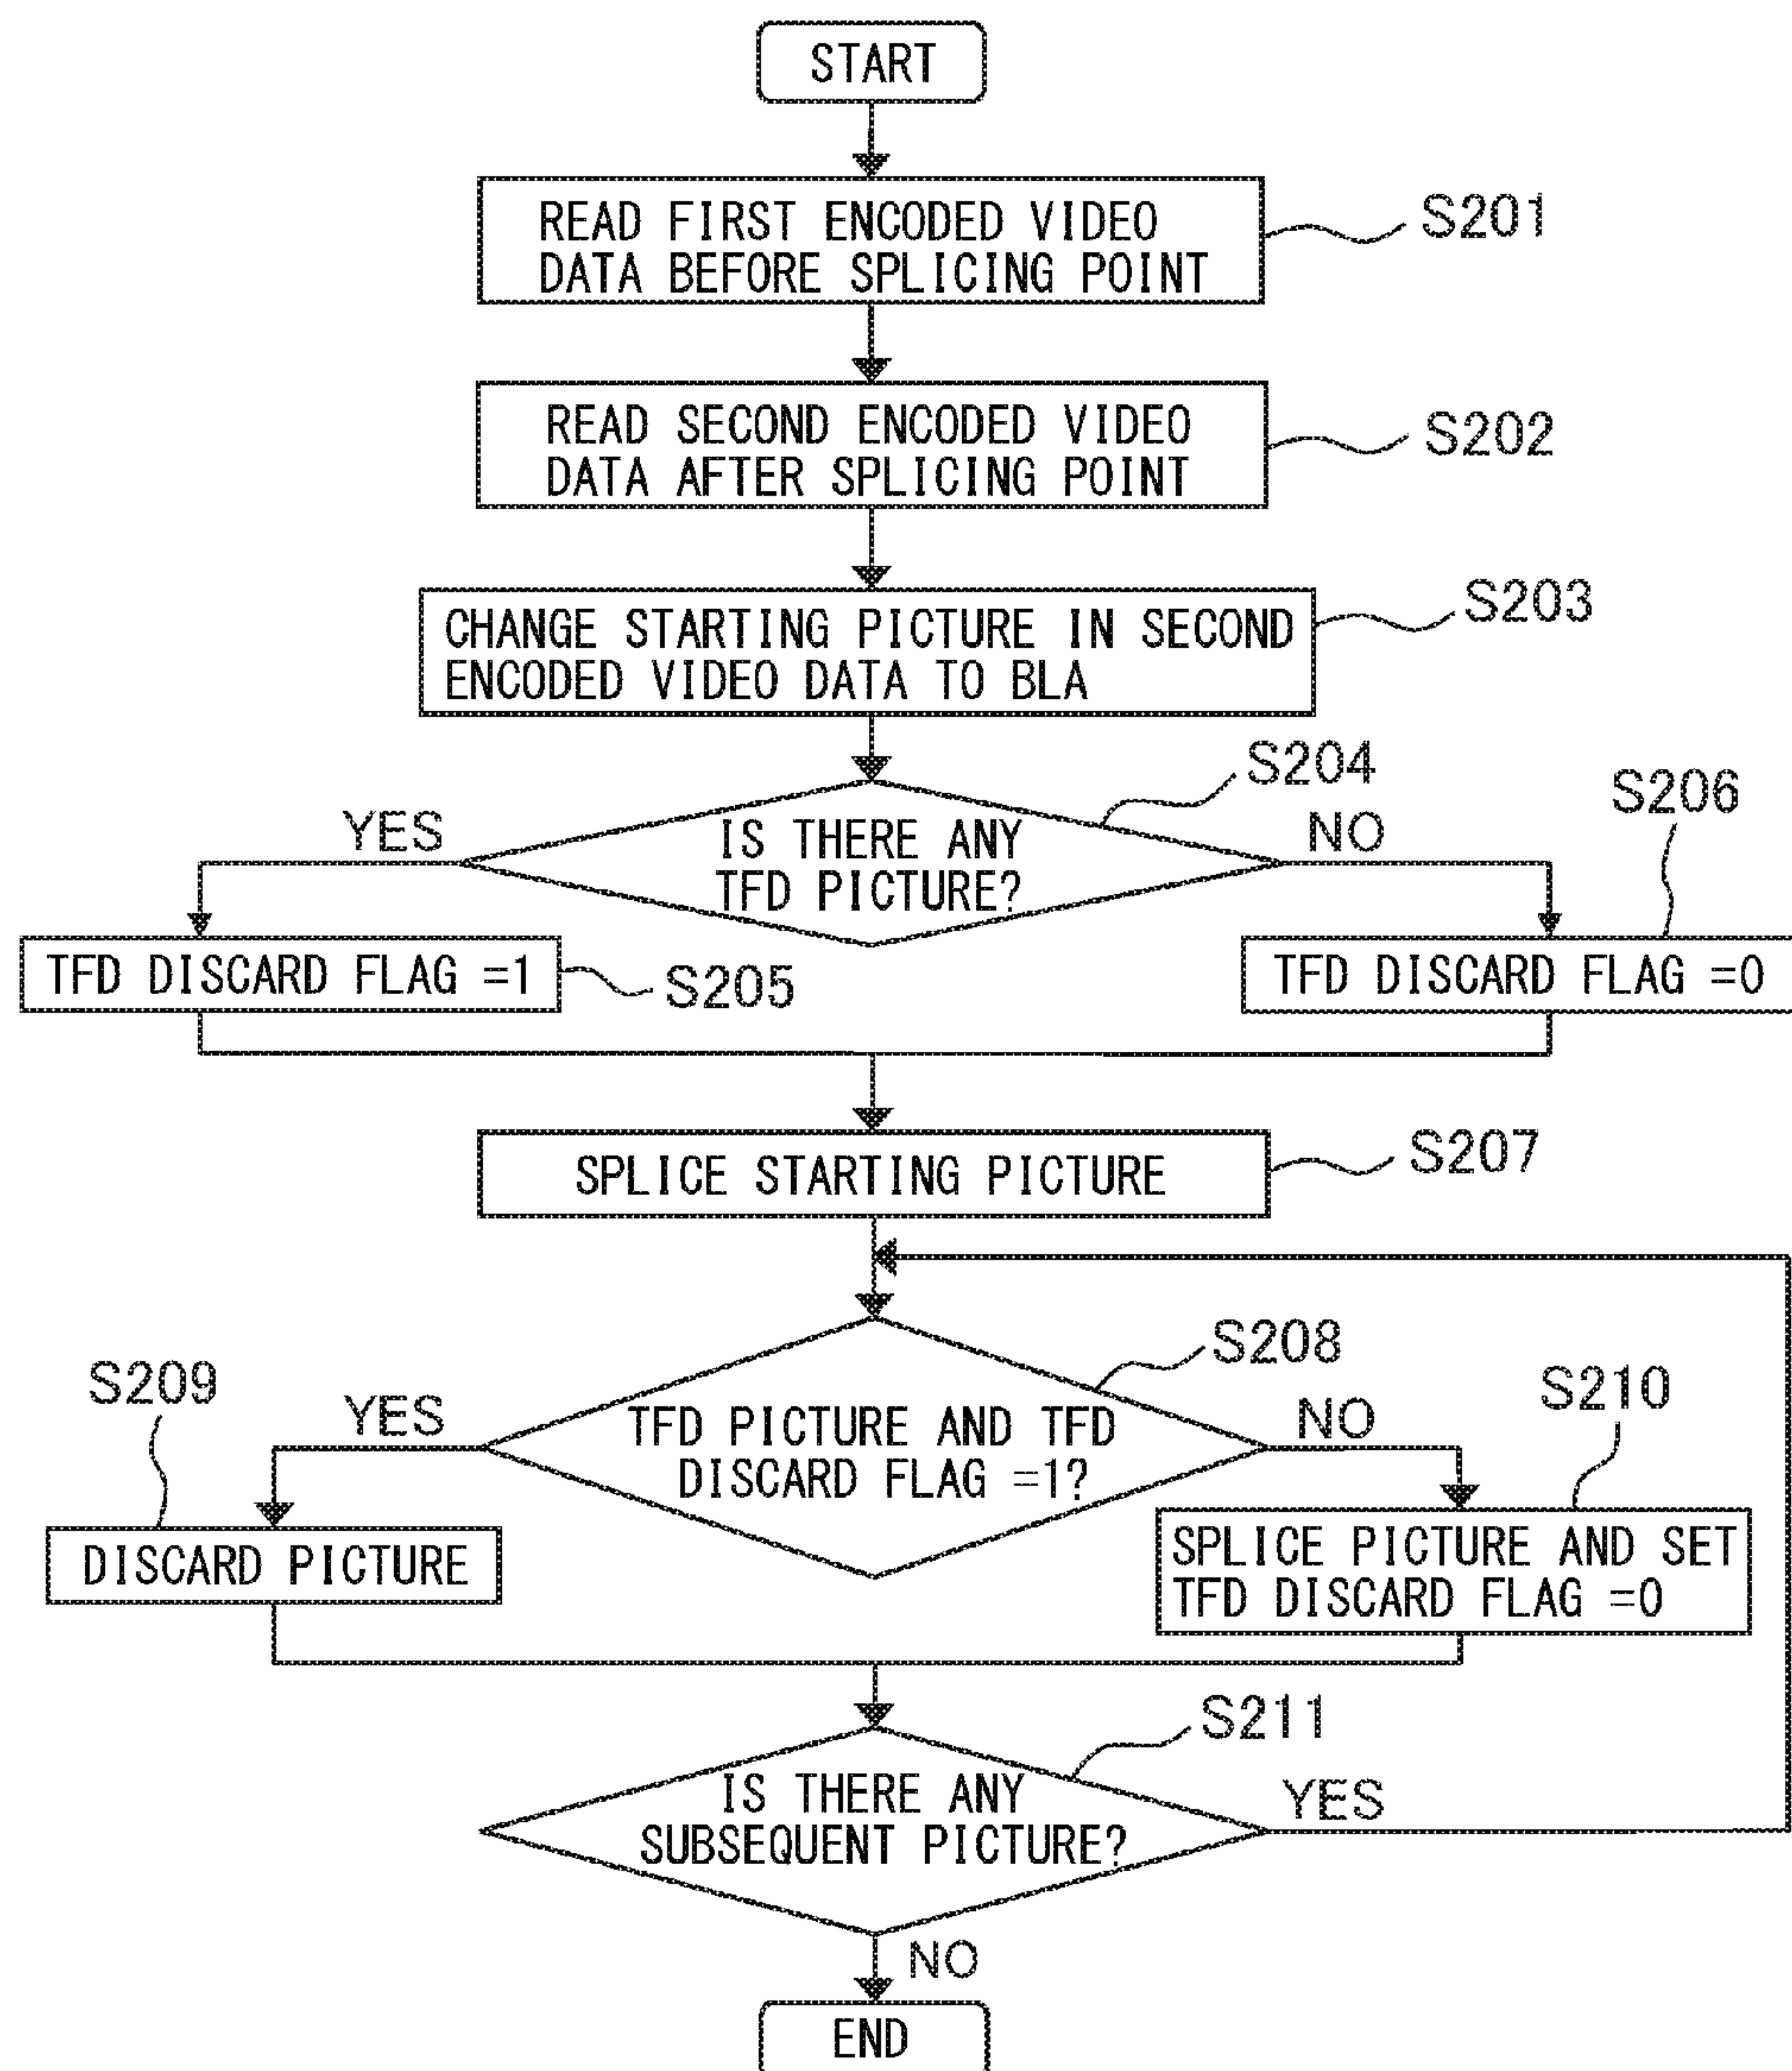 START
READ FIRST ENCODED VIDEO
DATA BEFORE SPLICING POINT
S201
READ SECOND ENCODED VIDEO
DATA AFTER SPLICING POINT
S202
CHANGE STARTING PICTURE IN SECOND
ENCODED VIDEO DATA TO BLA
S203
S204
IS THERE ANY
TFD PICTURE?
YES
NO
S206
TFD DISCARD FLAG =1
S205
TFD DISCARD FLAG =0
SPLICE STARTING PICTURE
S207
S208
TFD PICTURE AND TFD
DISCARD FLAG =1?
YES
NO
S209
DISCARD PICTURE
S210
SPLICE PICTURE AND SET
TFD DISCARD FLAG =0
S211
IS THERE ANY
SUBSEQUENT PICTURE?
YES
NO
END